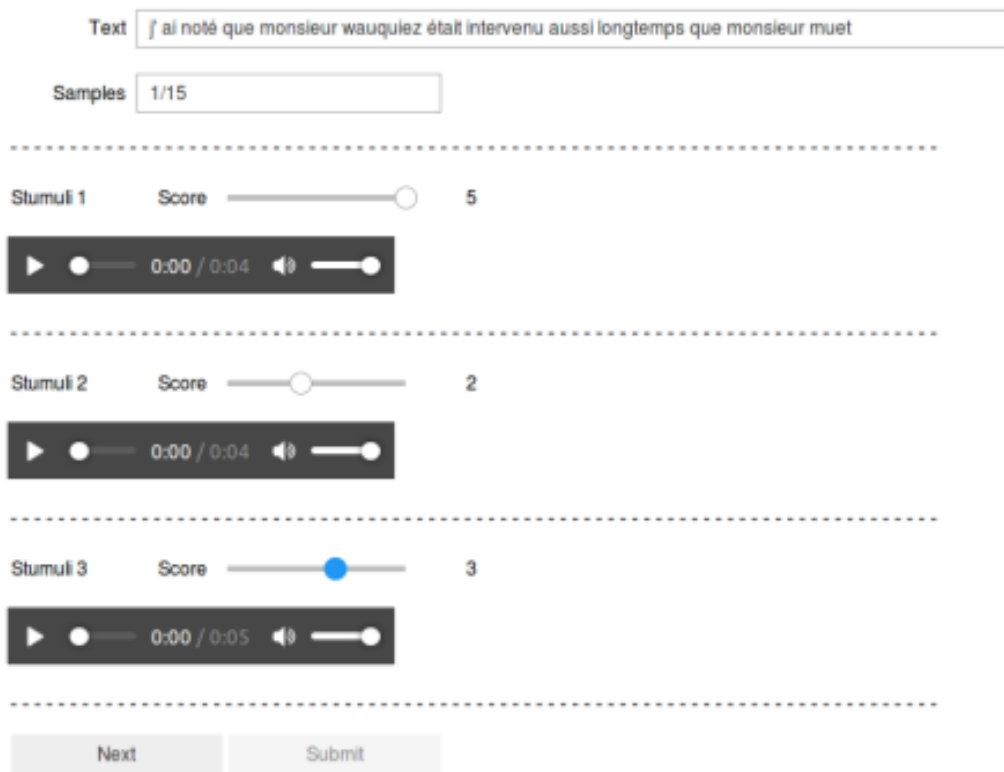 Text j' ai noté que monsieur wauquiez était intervenu aussi longtemps que monsieur muet
Samples 1/15
Stumuli 1 Score 5
0:00 / 0:04
Stumuli 2 Score 2
0:00 / 0:04
Stumuli 3 Score 3
0:00 / 0:05
Next Submit